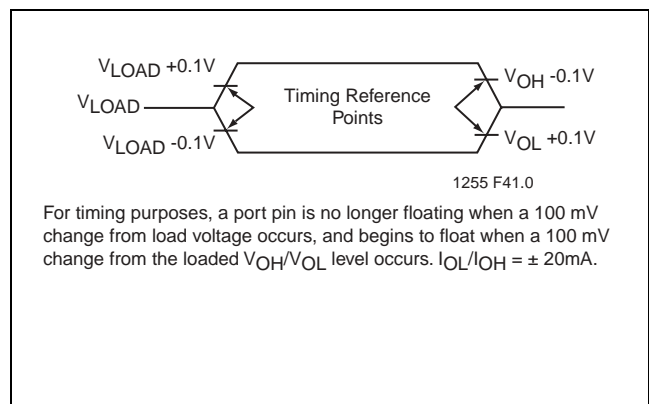 VLOAD +0.1V
VLOAD
VLOAD -0.1V
Timing Reference
Points
VOH -0.1V
VOL +0.1V
1255 F41.0
For timing purposes, a port pin is no longer floating when a 100 mV
change from load voltage occurs, and begins to float when a 100 mV
change from the loaded VOH/VOL level occurs. IOL/IOH = ± 20mA.